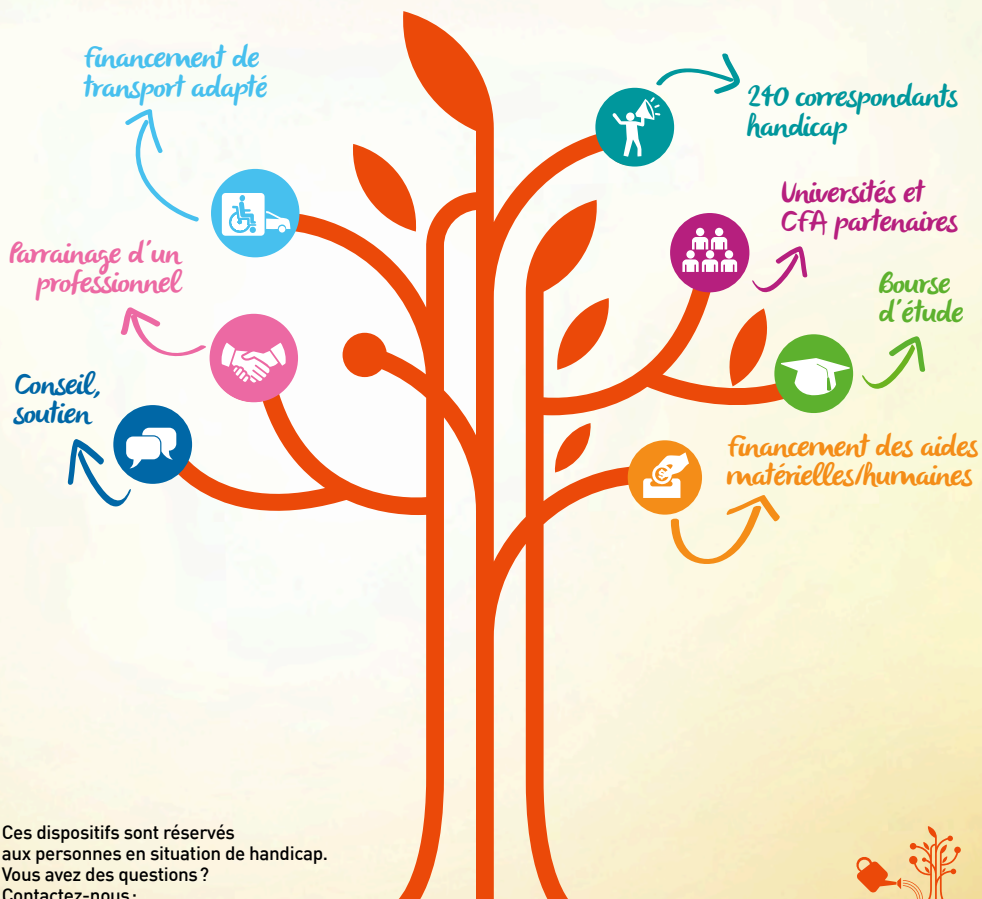 financement de
transport adapté
240 correspondants
handicap
Universités et
CFA partenaires
Parrainage d'un
professionnel
Bourse
d'étude
Conseil,
soutien
financement des aides
matérielles/humaines
Ces dispositifs sont réservés
aux personnes en situation de handicap.
Vous avez des questions ?
Contactez-nous :